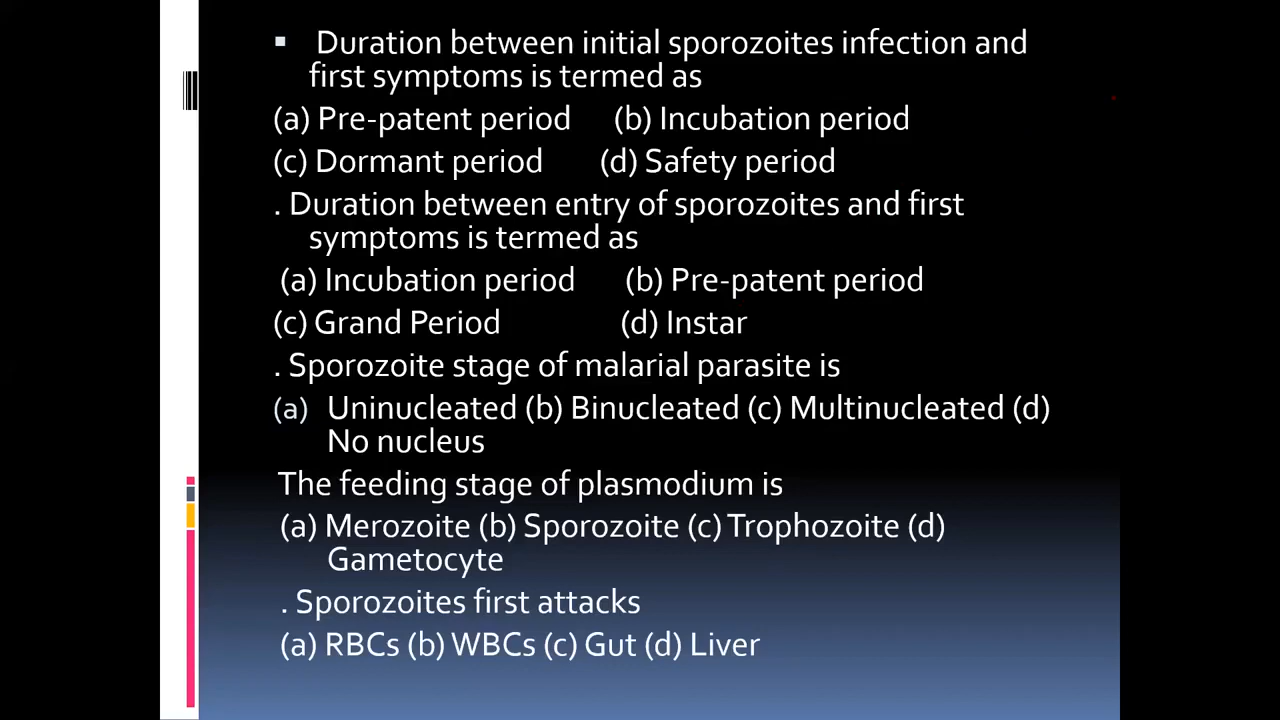 ▪ Duration between initial sporozoites infection and
first symptoms is termed as
(a) Pre-patent period (b) Incubation period
(c) Dormant period (d) Safety period
. Duration between entry of sporozoites and first
symptoms is termed as
(a) Incubation period (b) Pre-patent period
(c) Grand Period (d) Instar
. Sporozoite stage of malarial parasite is
(a) Uninucleated (b) Binucleated (c) Multinucleated (d)
No nucleus
The feeding stage of plasmodium is
(a) Merozoite (b) Sporozoite (c) Trophozoite (d)
Gametocyte
. Sporozoites first attacks
(a) RBCs (b) WBCs (c) Gut (d) Liver